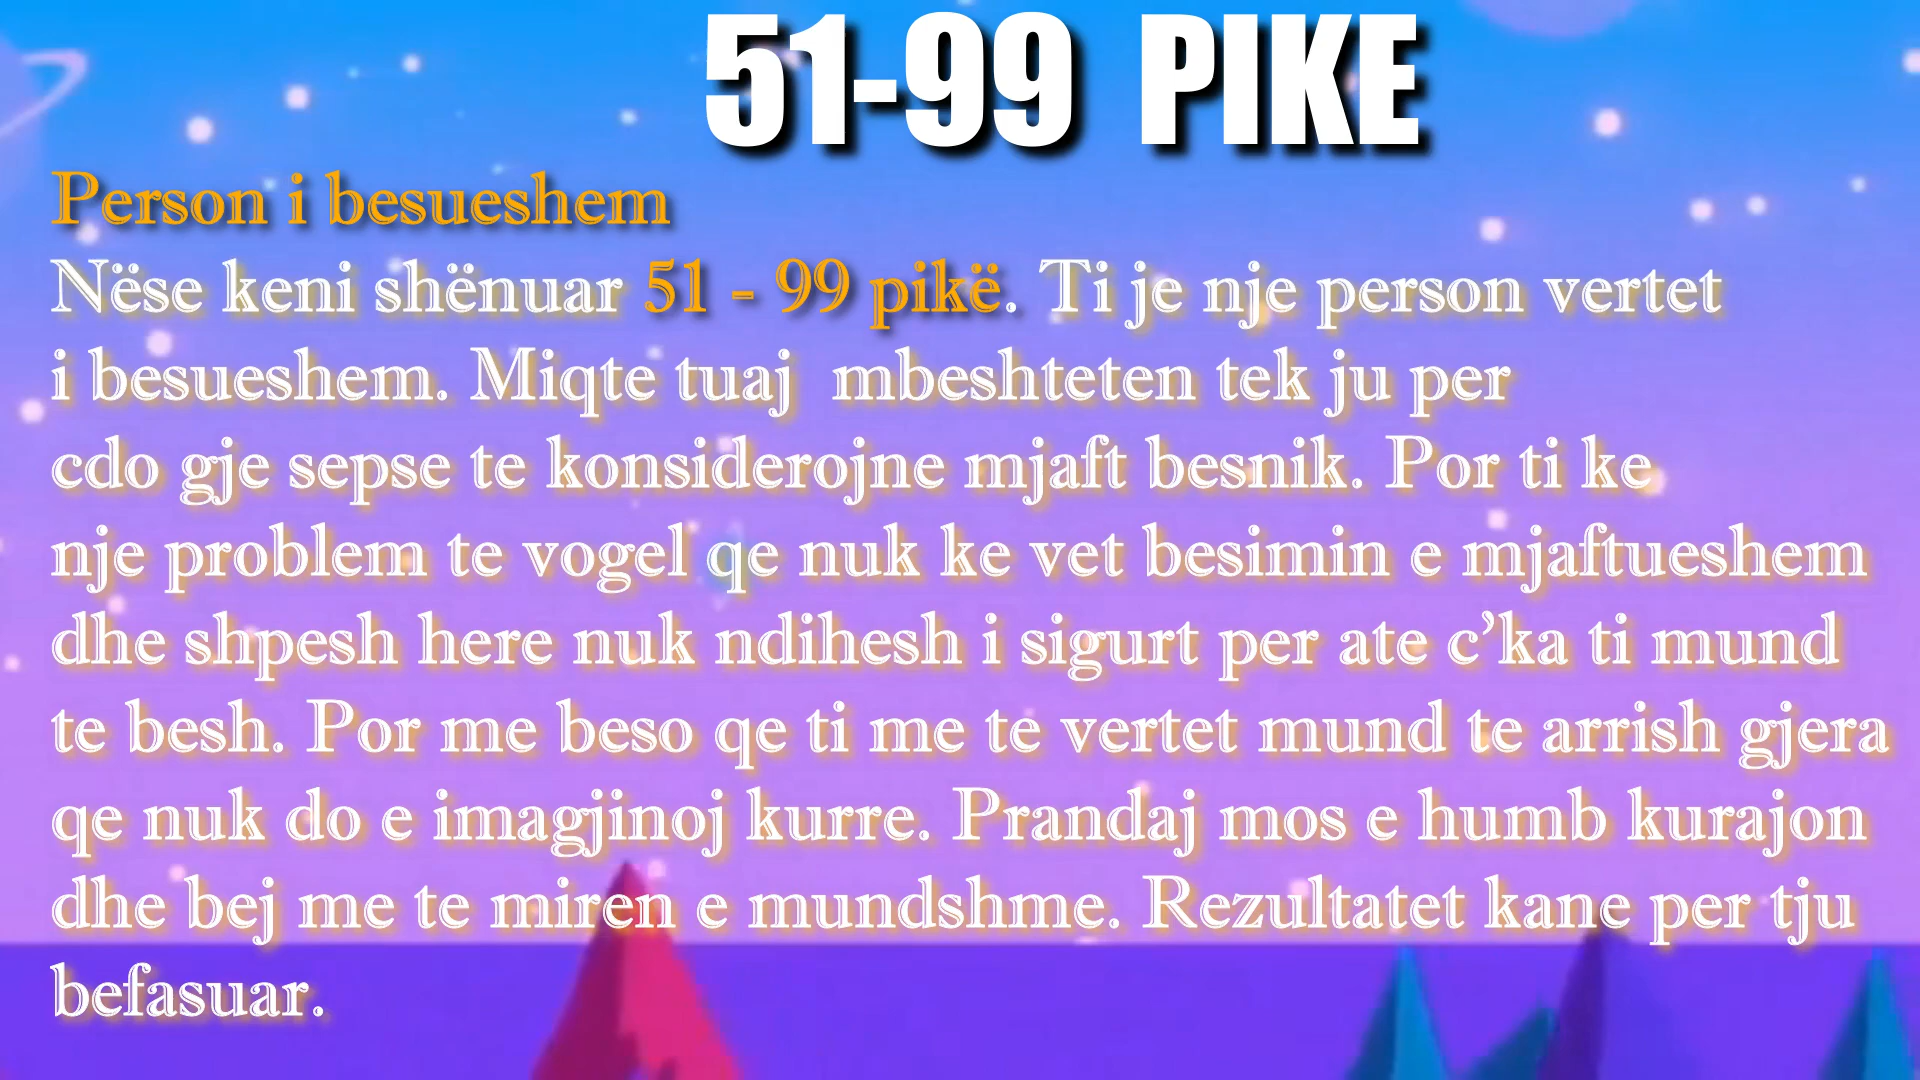 51-99 PIKE
Person i besueshem
Nëse keni shënuar 51 - 99 pikë. Ti je nje person vertet
i besueshem. Miqte tuaj mbeshteten tek ju per
cdo gje sepse te konsiderojne mjaft besnik. Por ti ke
nje problem te vogel qe nuk ke vet besimin e mjaftueshem
dhe shpesh here nuk ndihesh i sigurt per ate c’ka ti mund
te besh. Por me beso qe ti me te vertet mund te arrish gjera
qe nuk do e imagjinoj kurre. Prandaj mos e humb kurajon
dhe bej me te miren e mundshme. Rezultatet kane per tju
befasuar.